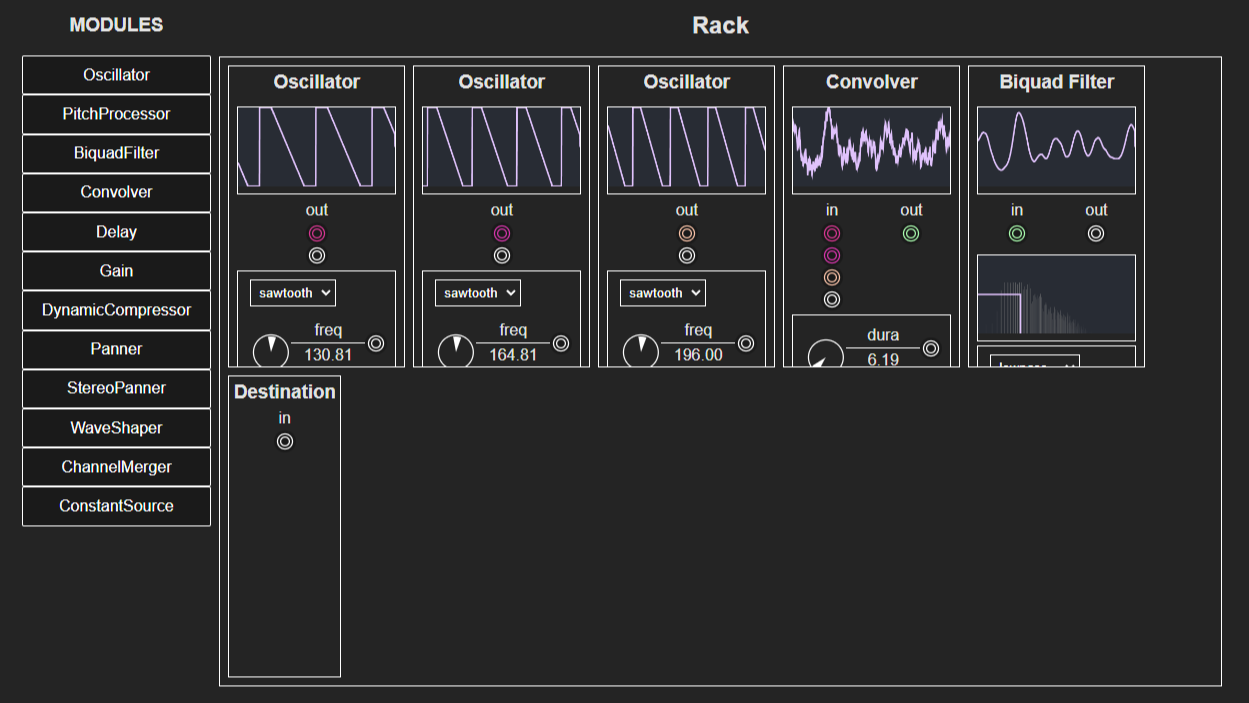 MODULES
Oscillator
PitchProcessor
BiquadFilter
Convolver
Delay
Gain
DynamicCompressor
Panner
StereoPanner
WaveShaper
ChannelMerger
ConstantSource
Rack
Oscillator
out
sawtooth
freq
130.81
Oscillator
out
sawtooth
freq
164.81
Oscillator
out
sawtooth
freq
196.00
Convolver
in out
dura
6.19
Biquad Filter
in out
Destination
in